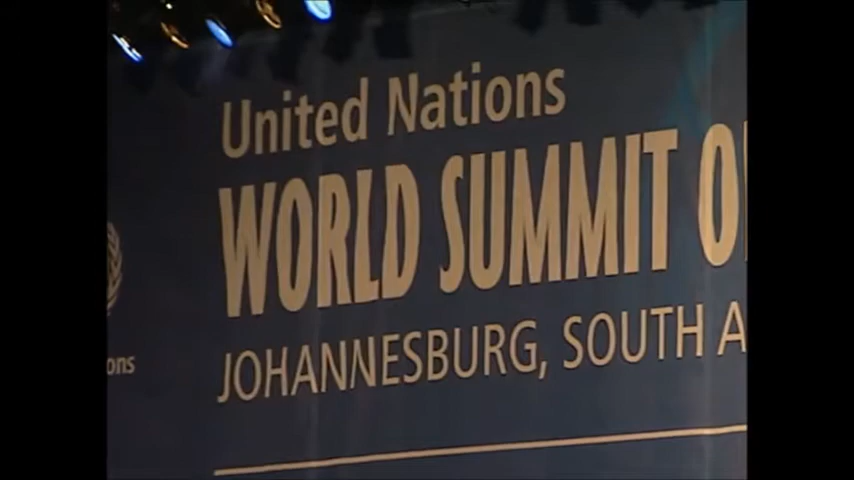 United Nations
WORLD SUMMIT O
JOHANNESBURG, SOUTH A
ons